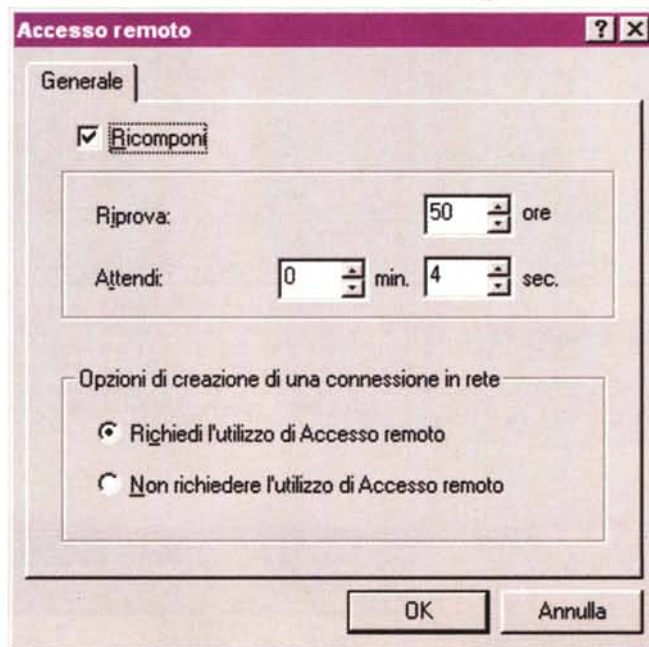 Accesso remoto
Generale
Ricomponi
Riprova: 50 ore
Attendi: 0 min. 4 sec.
Opzioni di creazione di una connessione in rete
Richiedi l'utilizzo di Accesso remoto
Non richiedere l'utilizzo di Accesso remoto
OK Annulla